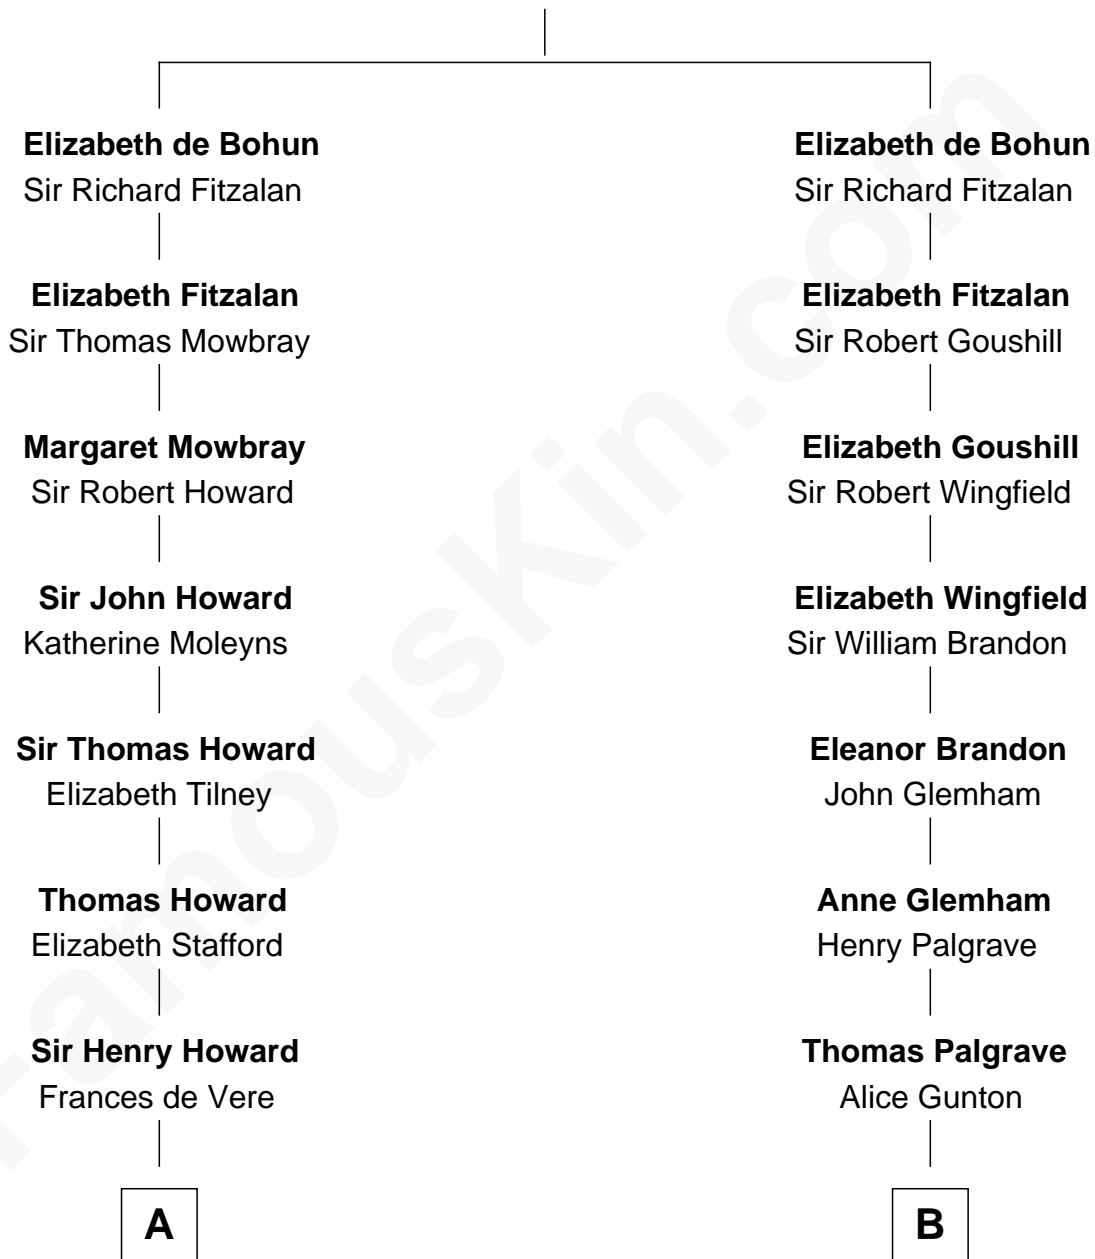 Elizabeth de Bohun
Sir Richard Fitzalan
Elizabeth Fitzalan
Sir Thomas Mowbray
Margaret Mowbray
Sir Robert Howard
Sir John Howard
Katherine Moleyns
Sir Thomas Howard
Elizabeth Tilney
Thomas Howard
Elizabeth Stafford
Sir Henry Howard
Frances de Vere
A
Elizabeth de Bohun
Sir Richard Fitzalan
Elizabeth Fitzalan
Sir Robert Goushill
Elizabeth Goushill
Sir Robert Wingfield
Elizabeth Wingfield
Sir William Brandon
Eleanor Brandon
John Glemham
Anne Glemham
Henry Palgrave
Thomas Palgrave
Alice Gunton
B
FamousKin.com